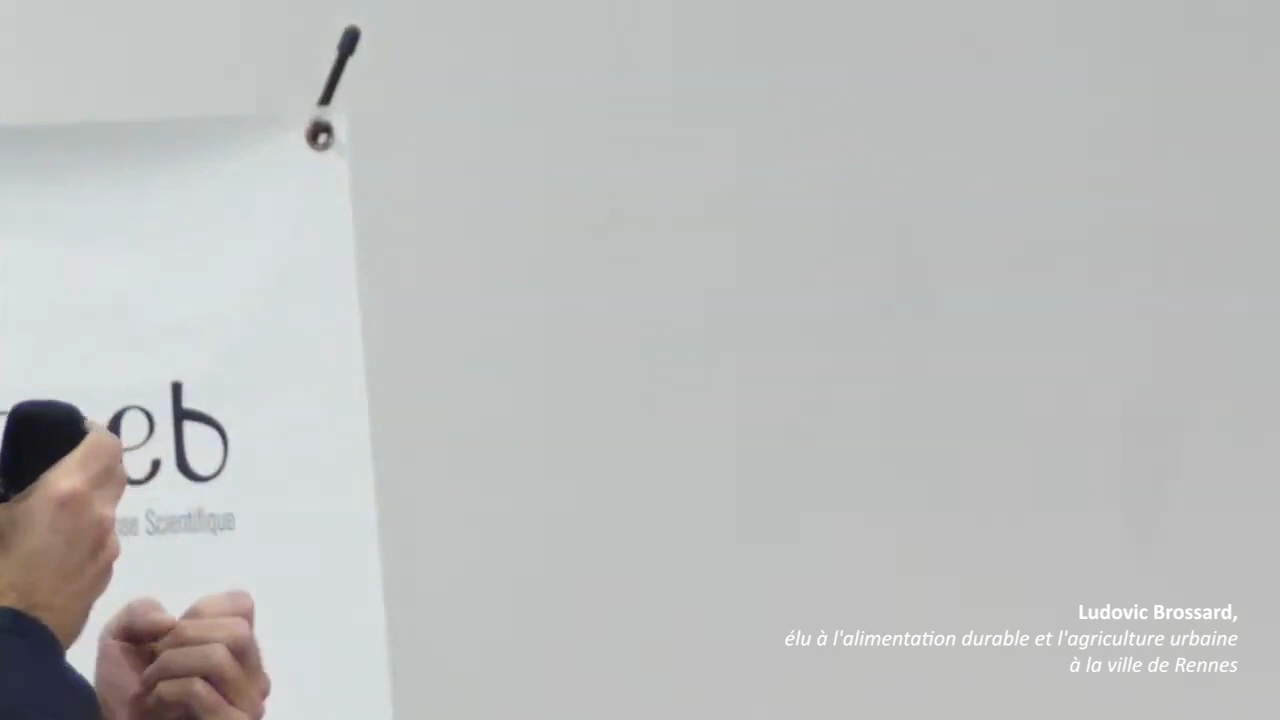 eb
Scientifique
Ludovic Brossard,
élu à l'alimentation durable et l'agriculture urbaine
à la ville de Rennes